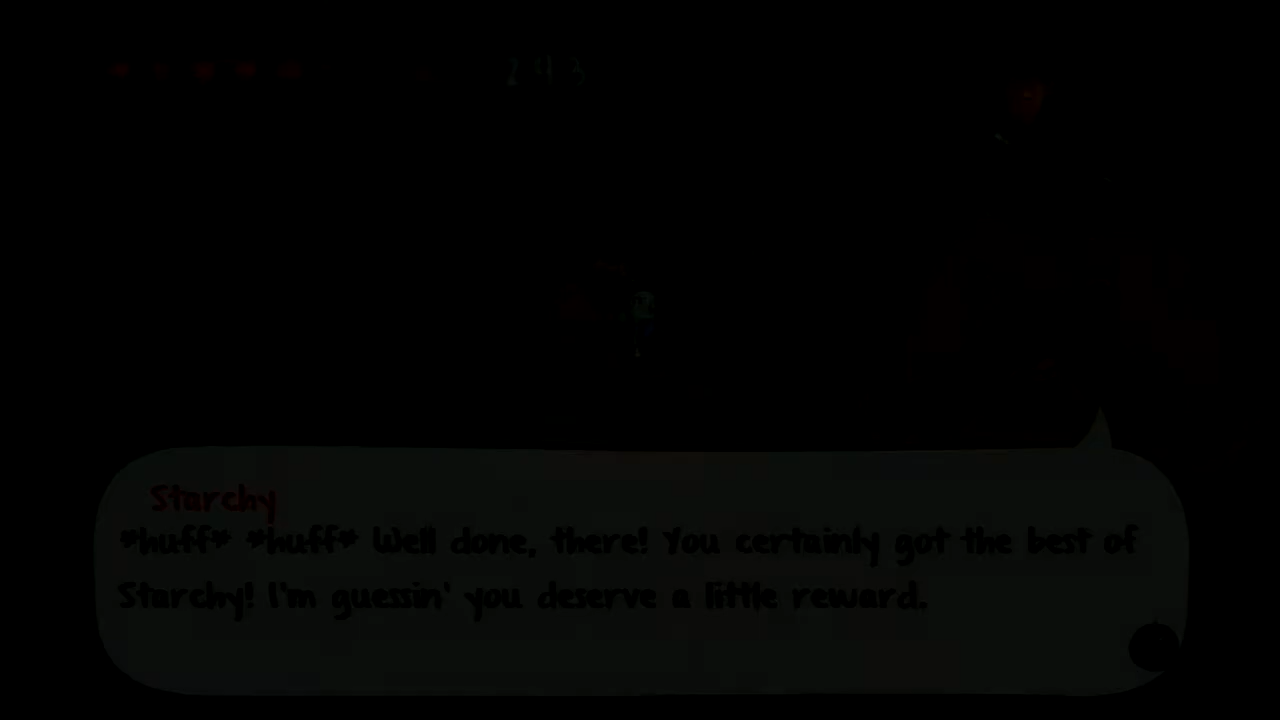 Starchy
*huff* *huff* Well done, there! You certainly got the best of
Starchy! I'm guessin' you deserve a little reward.